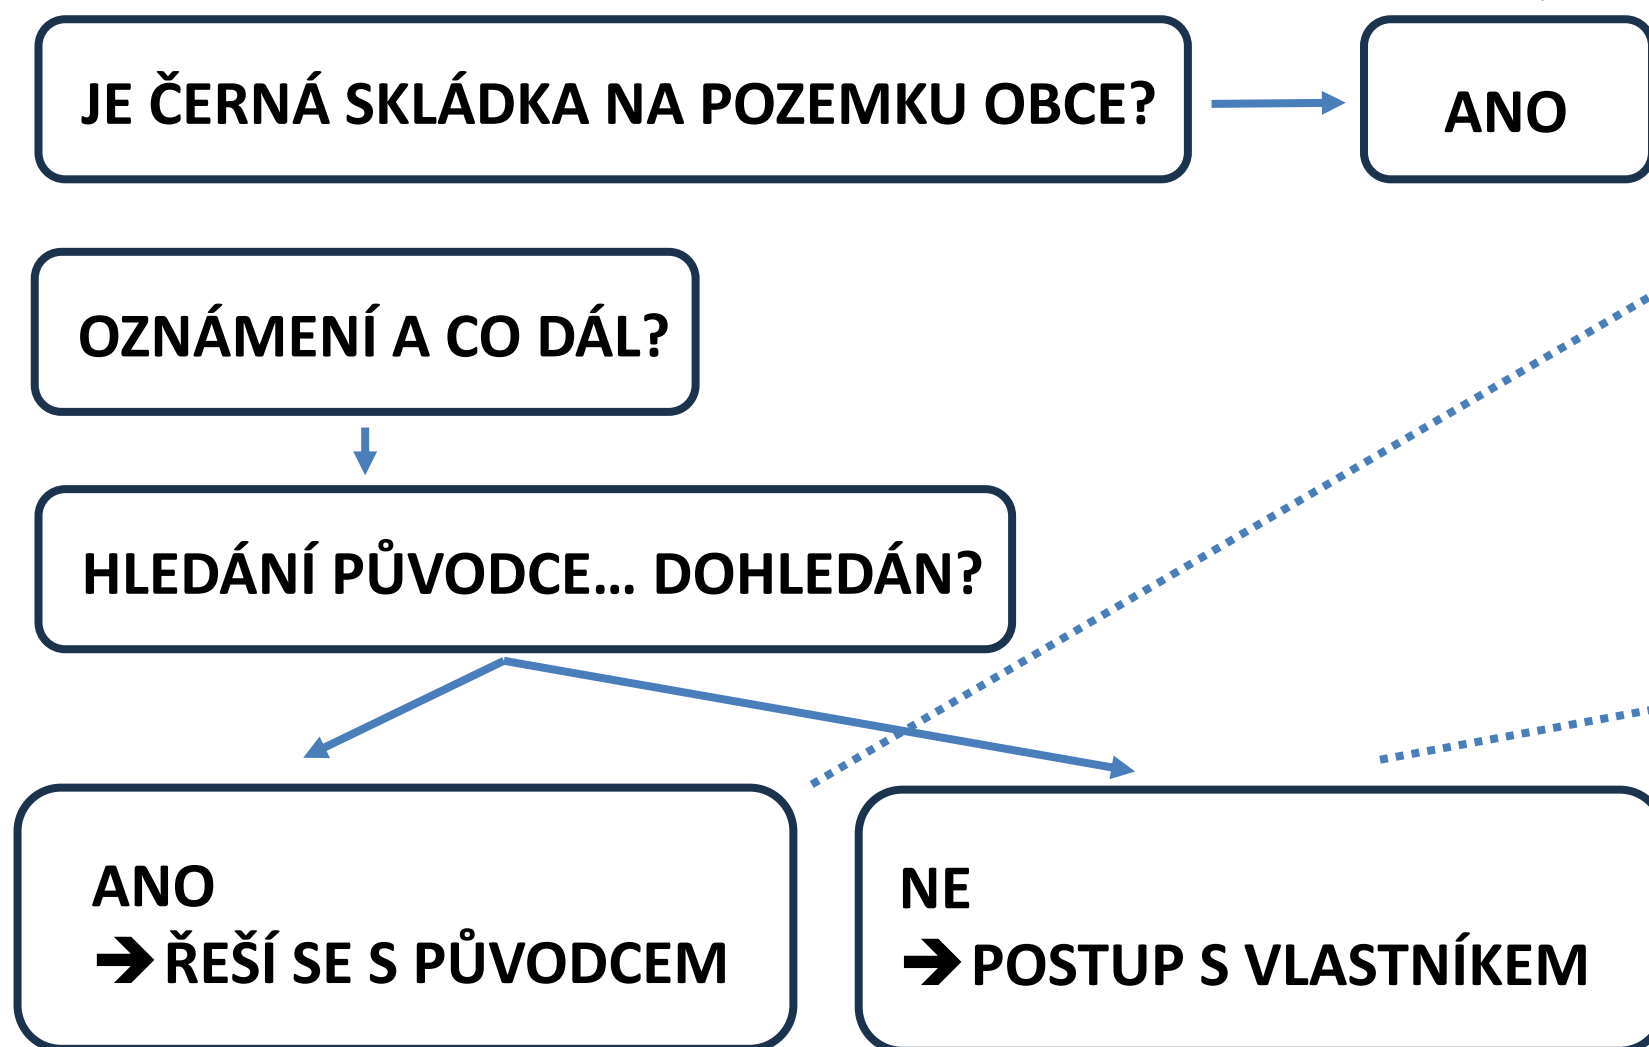 JE ČERNÁ SKLÁDKA NA POZEMKU OBCE?
ANO
OZNÁMENÍ A CO DÁL?
HLEDÁNÍ PŮVODCE... DOHLEDÁN?
ANO
➔ŘEŠÍ SE S PŮVODCEM
NE
➔POSTUP S VLASTNÍKEM